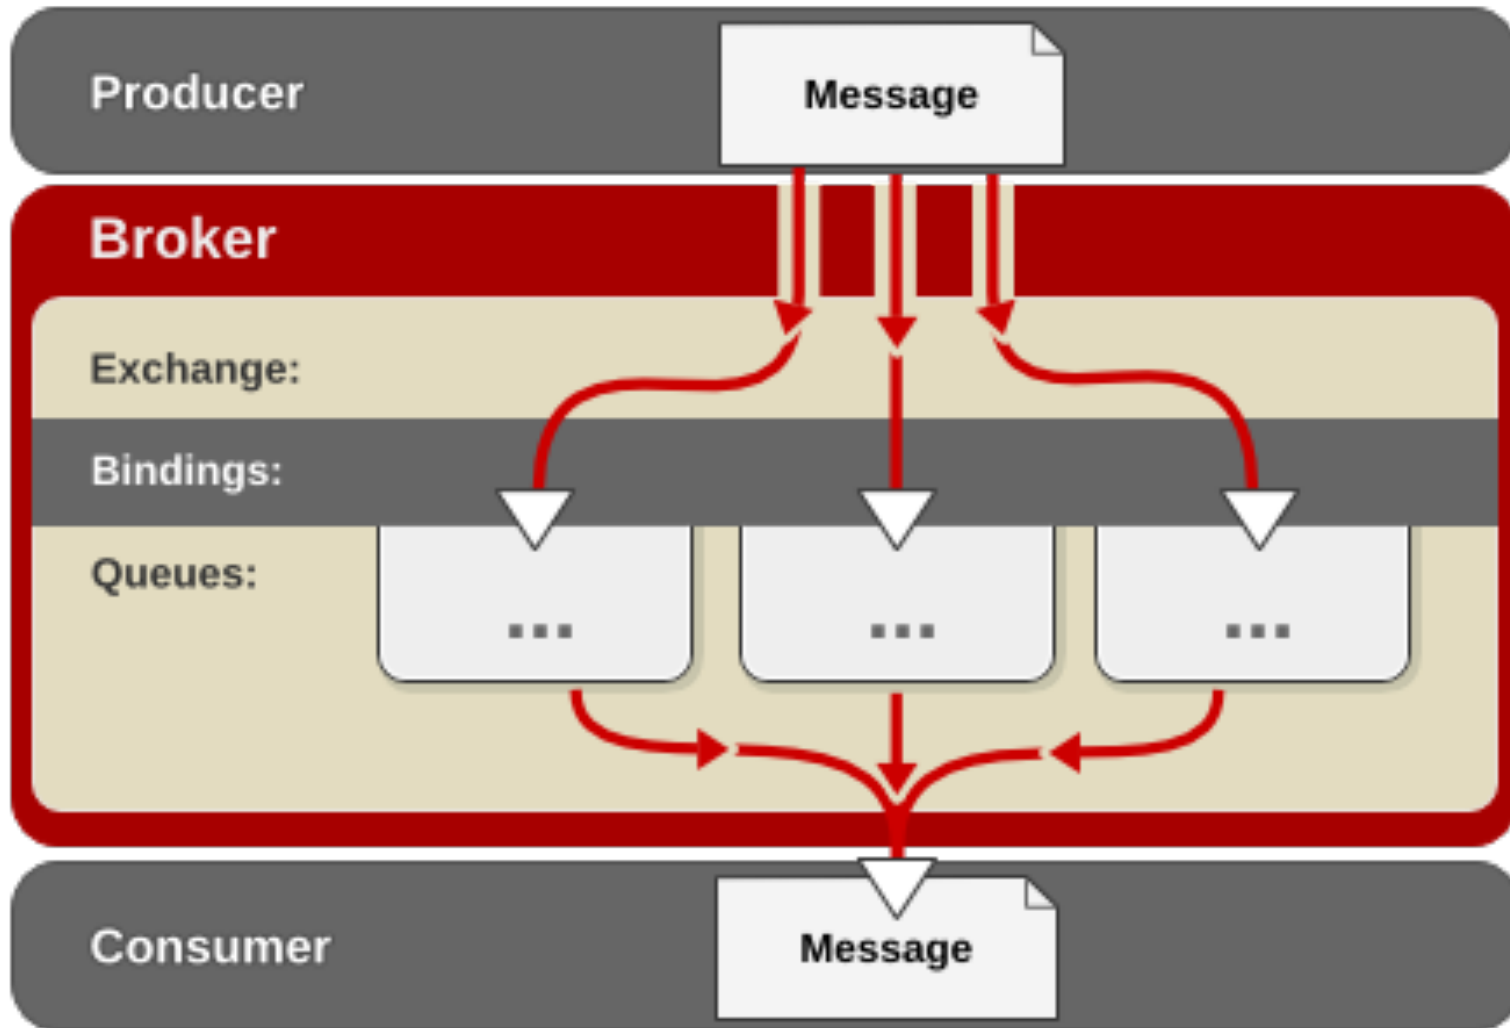 Producer
Message
Broker
Exchange:
Bindings:
Queues:
...
...
...
Consumer
Message